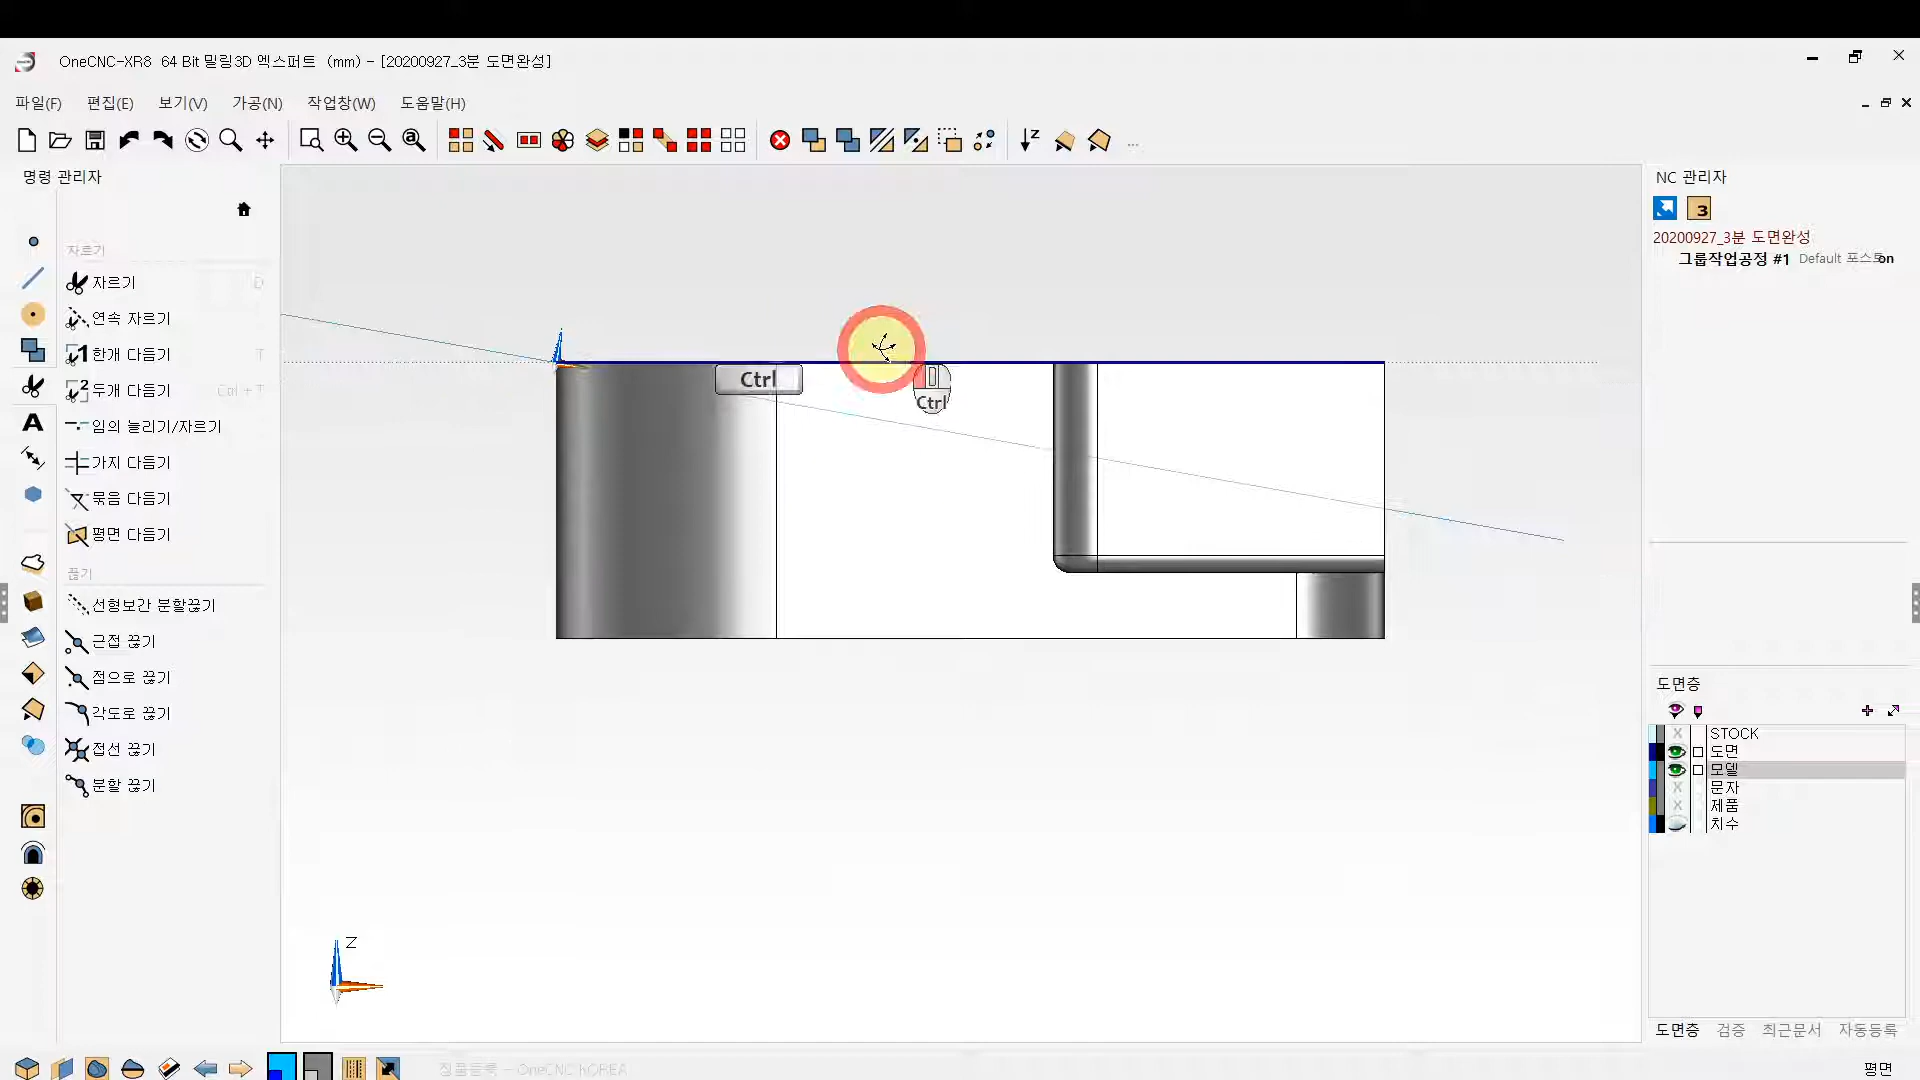 OneCNC-XR8 64 Bit 밀링3D 엑스퍼트 (mm) - [20200927_3분 도면완성]
파일(F) 편집(E) 보기(V) 가공(N) 작업창(W) 도움말(H)
명령 관리자
자르기
자르기 D
연속 자르기
한개 다듬기 T
두개 다듬기 Ctrl + T
임의 늘리기/자르기
가지 다듬기
묶음 다듬기
평면 다듬기
끊기
선형보간 분할끊기
근접 끊기
점으로 끊기
각도로 끊기
접선 끊기
분할 끊기
Ctrl
Ctrl
Z
NC 관리자
3
20200927_3분 도면완성
그룹작업공정 #1 Default 포스트on
도면층
STOCK
도면
모델
문자
제품
치수
도면층 검증 최근문서 자동등록
정품등록 - OneCNC KOREA
평면